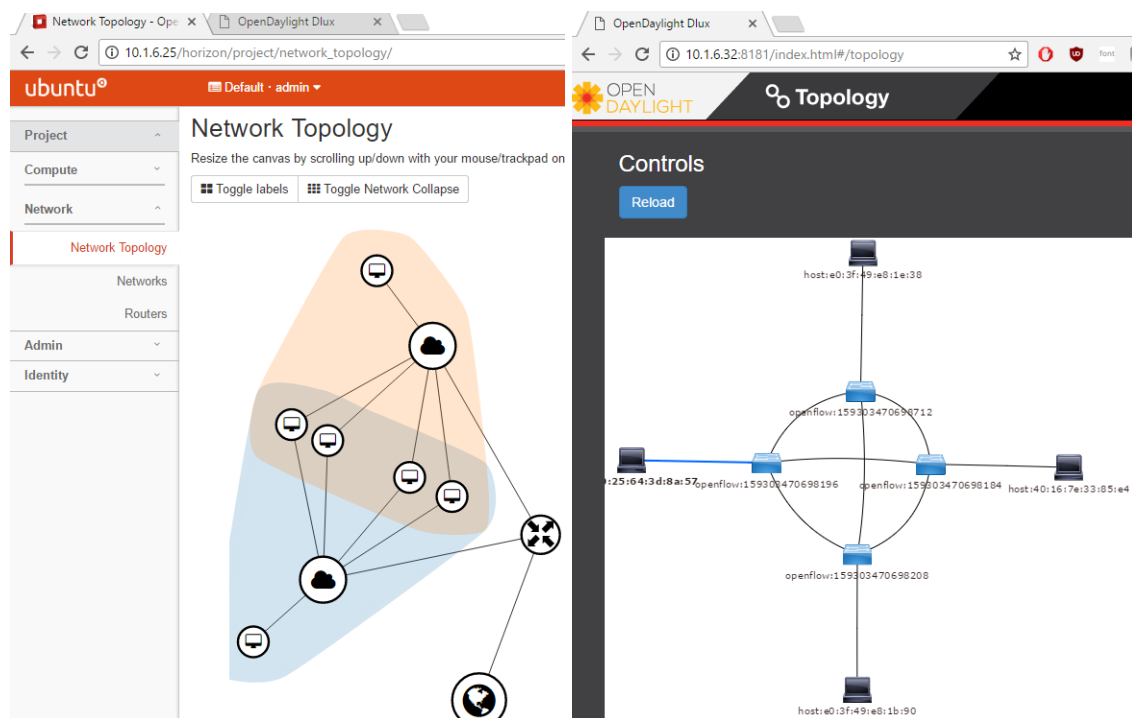 Network Topology - Ope
OpenDaylight Dlux
10.1.6.25/horizon/project/network_topology/
ubuntu
Default · admin
Project
Compute
Network
Network Topology
Networks
Routers
Admin
Identity
Network Topology
Resize the canvas by scrolling up/down with your mouse/trackpad on
Toggle labels
Toggle Network Collapse
OpenDaylight Dlux
10.1.6.32:8181/index.html#/topology
font
OPEN
DAYLIGHT
Topology
Controls
Reload
host:e0:3f:49:e8:1e:38
openflow:159303470698712
:25:64:3d:8a:57
openflow:159303470698196
openflow:159303470698184
host:40:16:7e:33:85:e4
openflow:159303470698208
host:e0:3f:49:e8:1b:90